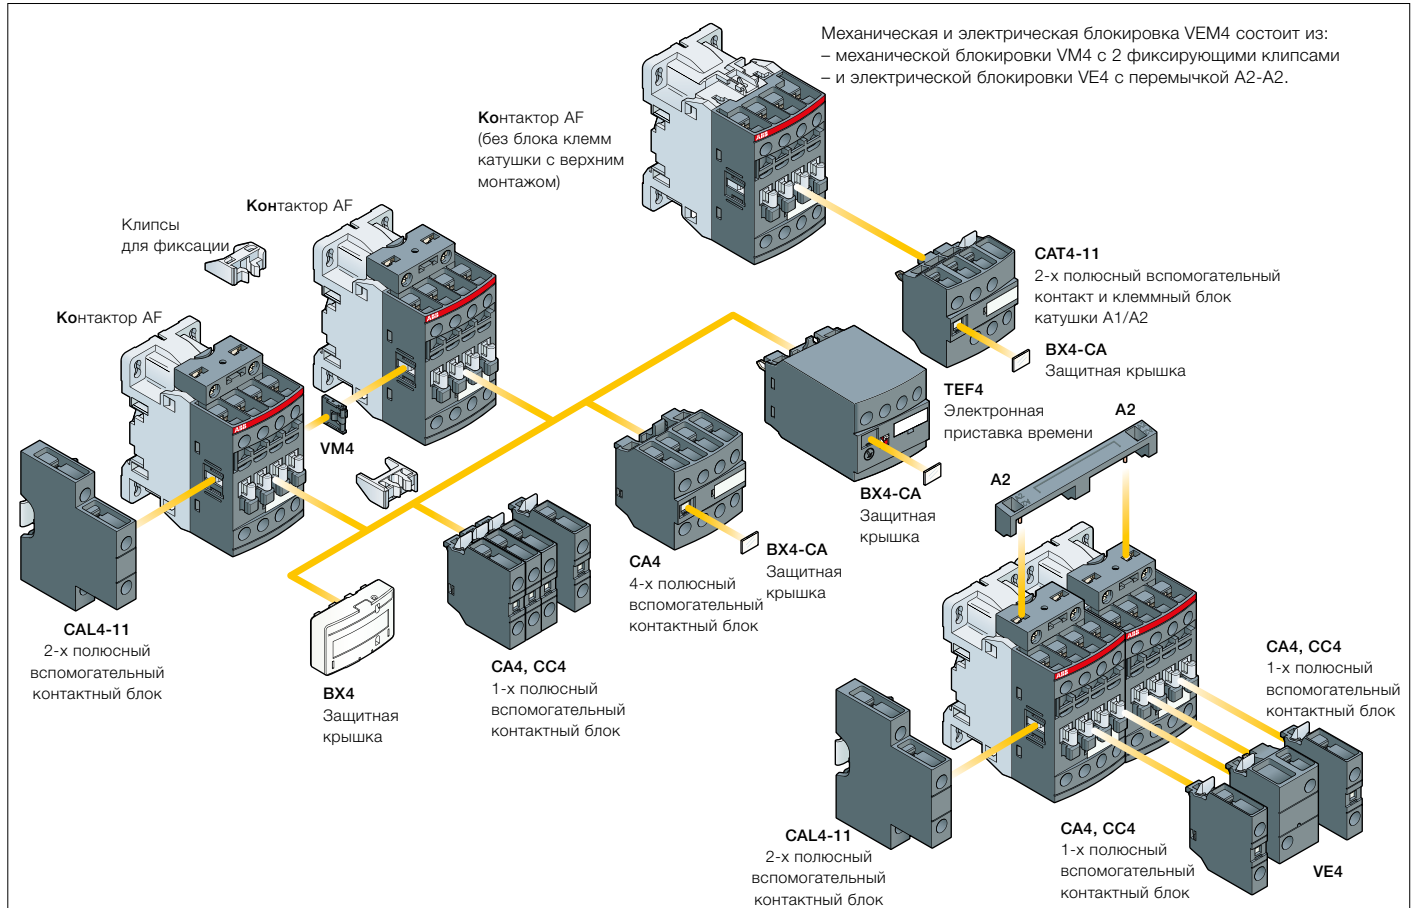 Механическая и электрическая блокировка VEM4 состоит из:
– механической блокировки VM4 с 2 фиксирующими клипсами
– и электрической блокировки VE4 с перемычкой A2-A2.
Контактор AF
(без блока клемм
катушки с верхним
монтажом)
ABB
Клипсы
для фиксации
Контактор AF
ABB
Контактор AF
ABB
VM4
CAT4-11
2-х полюсный вспомогательный
контакт и клеммный блок
катушки A1/A2
BX4-CA
Защитная крышка
TEF4
Электронная
приставка времени
BX4-CA
Защитная
крышка
CA4
4-х полюсный
вспомогательный
контактный блок
BX4-CA
Защитная
крышка
CAL4-11
2-х полюсный
вспомогательный
контактный блок
BX4
Защитная
крышка
CA4, CC4
1-х полюсный
вспомогательный
контактный блок
A2
A2
ABB
ABB
CA4, CC4
1-х полюсный
вспомогательный
контактный блок
CAL4-11
2-х полюсный
вспомогательный
контактный блок
CA4, CC4
1-х полюсный
вспомогательный
контактный блок
VE4